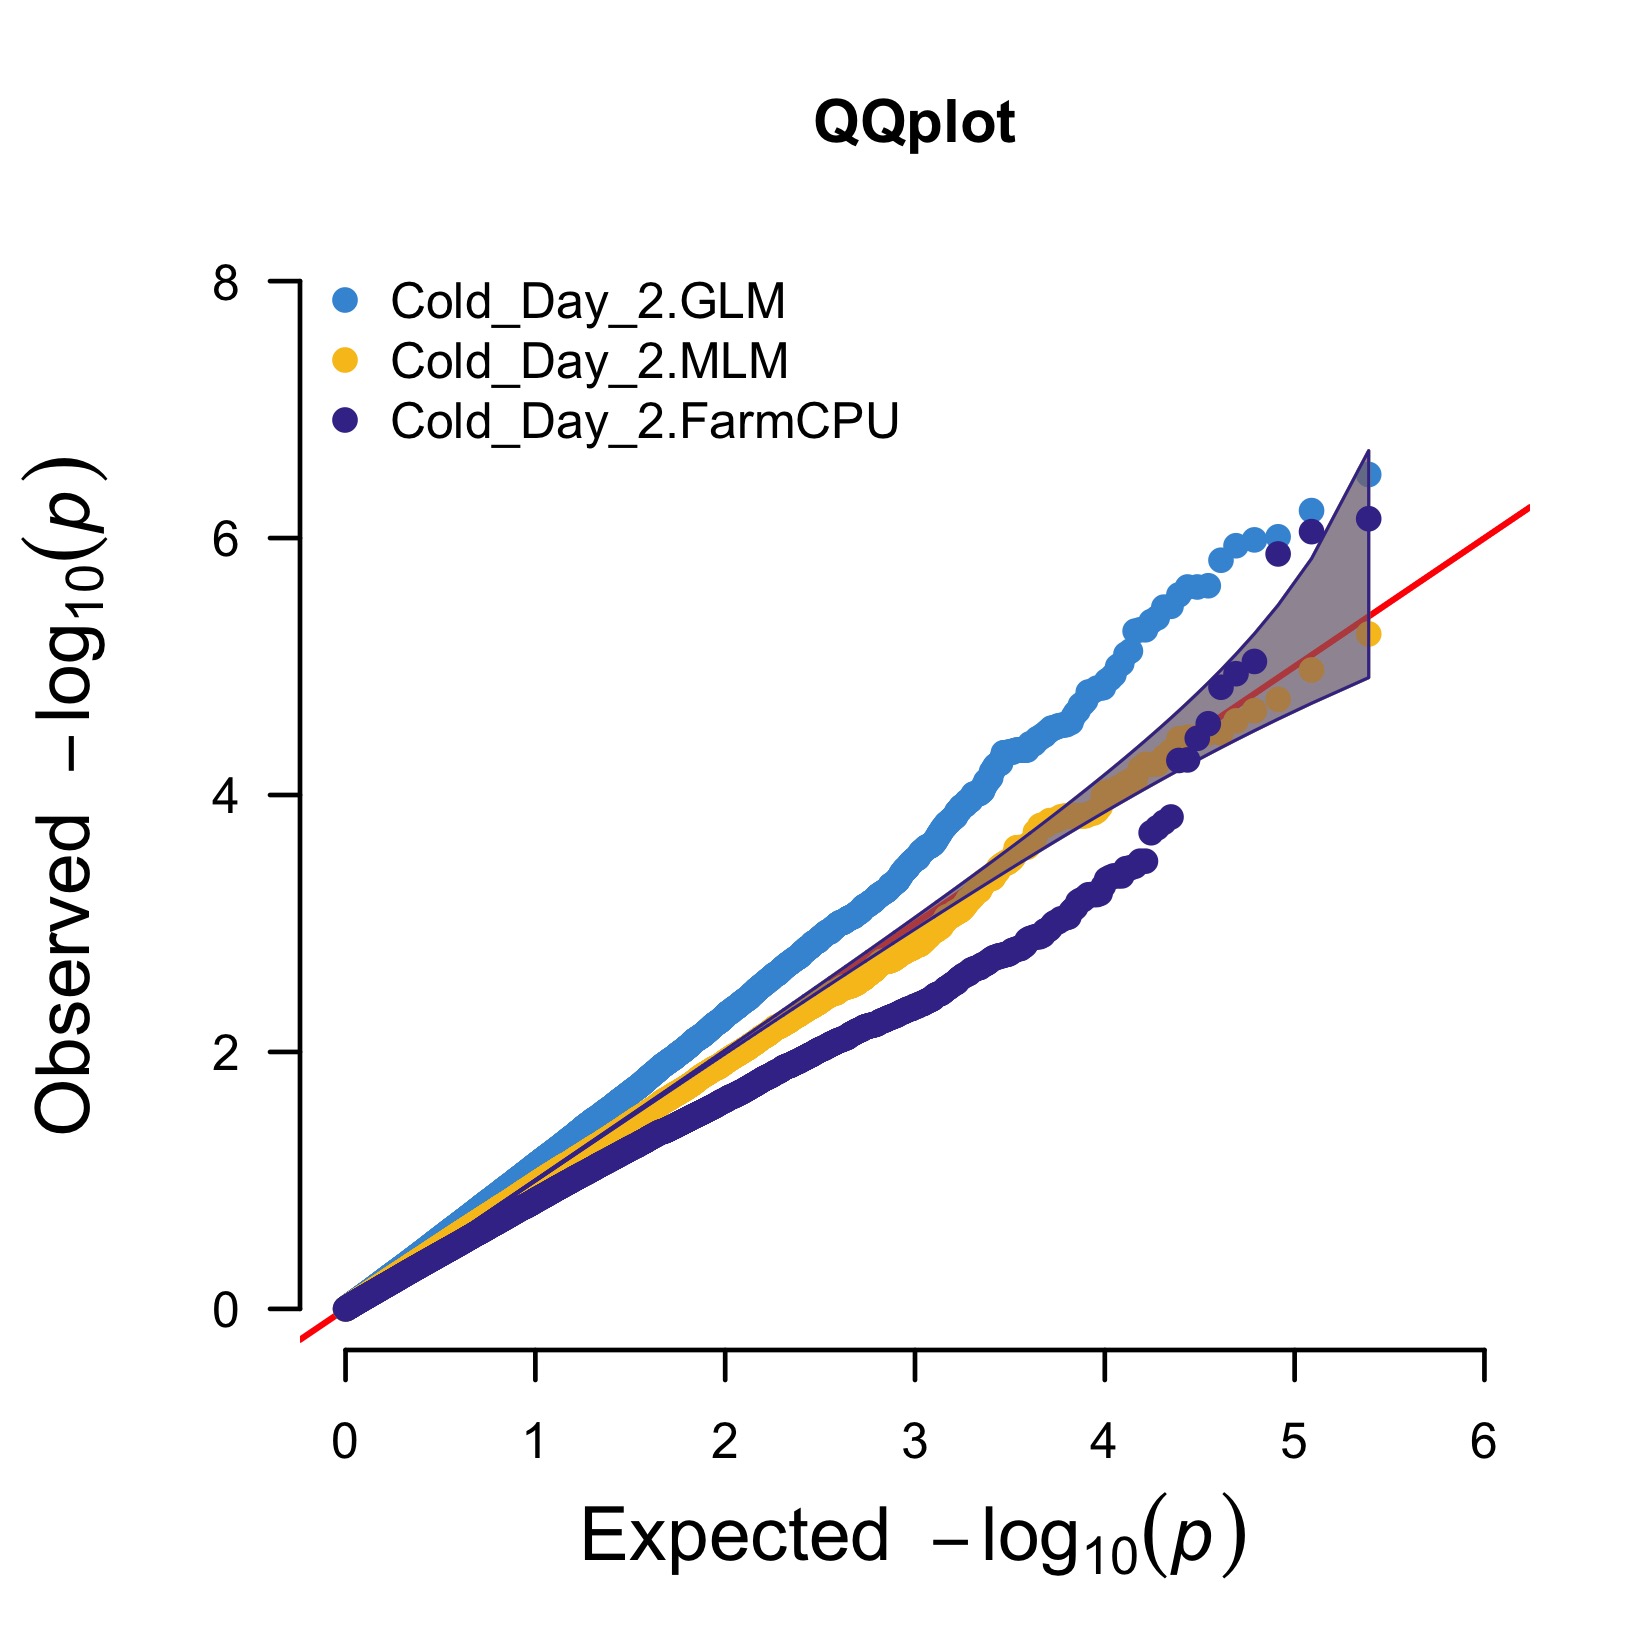 QQplot
8
6
4
2
0
Cold_Day_2.GLM
Cold_Day_2.MLM
Cold_Day_2.FarmCPU
Observed −log10(p)
0 1 2 3 4 5 6
Expected −log10(p)